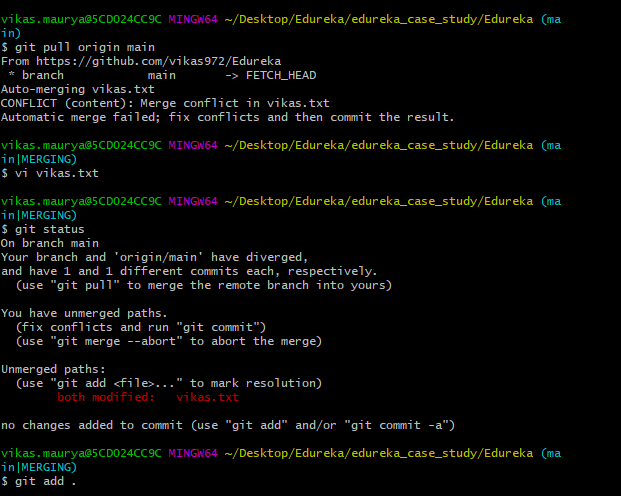 vikas.maurya@5CD024CC9C MINGW64 ~/Desktop/Edureka/edureka_case_study/Edureka (ma
in)
$ git pull origin main
From https://github.com/vikas972/Edureka
 * branch            main       -> FETCH_HEAD
Auto-merging vikas.txt
CONFLICT (content): Merge conflict in vikas.txt
Automatic merge failed; fix conflicts and then commit the result.

vikas.maurya@5CD024CC9C MINGW64 ~/Desktop/Edureka/edureka_case_study/Edureka (ma
in|MERGING)
$ vi vikas.txt

vikas.maurya@5CD024CC9C MINGW64 ~/Desktop/Edureka/edureka_case_study/Edureka (ma
in|MERGING)
$ git status
On branch main
Your branch and 'origin/main' have diverged,
and have 1 and 1 different commits each, respectively.
  (use "git pull" to merge the remote branch into yours)

You have unmerged paths.
  (fix conflicts and run "git commit")
  (use "git merge --abort" to abort the merge)

Unmerged paths:
  (use "git add <file>..." to mark resolution)
        both modified:   vikas.txt

no changes added to commit (use "git add" and/or "git commit -a")

vikas.maurya@5CD024CC9C MINGW64 ~/Desktop/Edureka/edureka_case_study/Edureka (ma
in|MERGING)
$ git add .